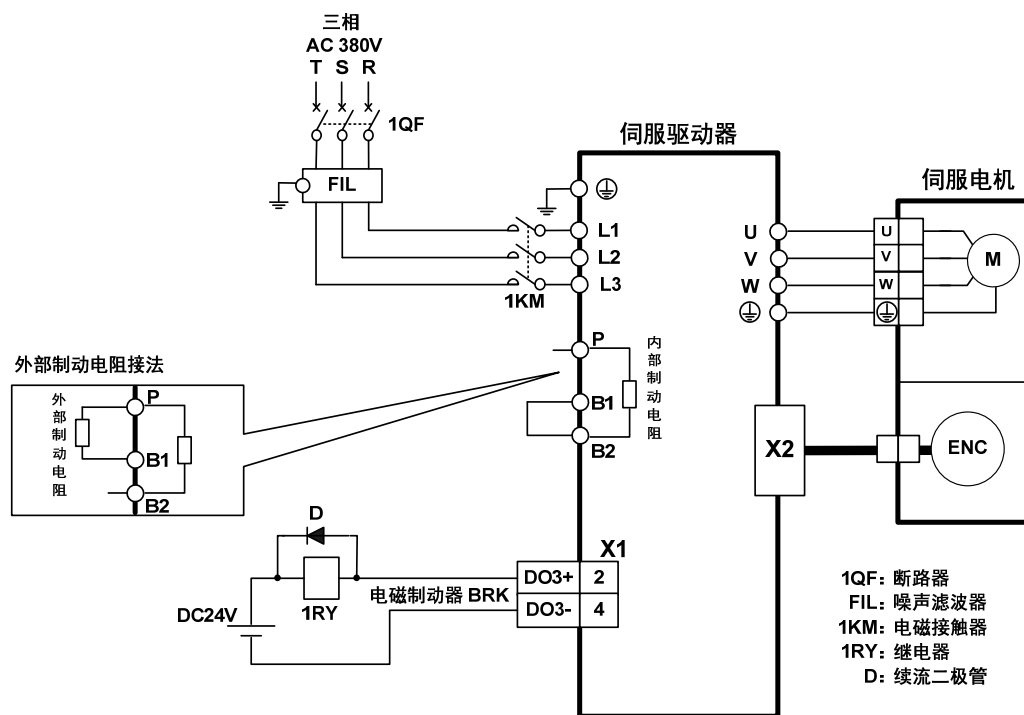 三相
AC 380V
T S R
1QF
FIL
伺服驱动器
伺服电机
L1
L2
L3
1KM
U
V
W
U
V
W
M
外部制动电阻接法
外部制动电阻
P
B1
B2
P
B1
B2
内部制动电阻
X2
ENC
D
1RY
DC24V
电磁制动器 BRK
X1
DO3+ 2
DO3- 4
1QF：断路器
FIL：噪声滤波器
1KM：电磁接触器
1RY：继电器
D：续流二极管